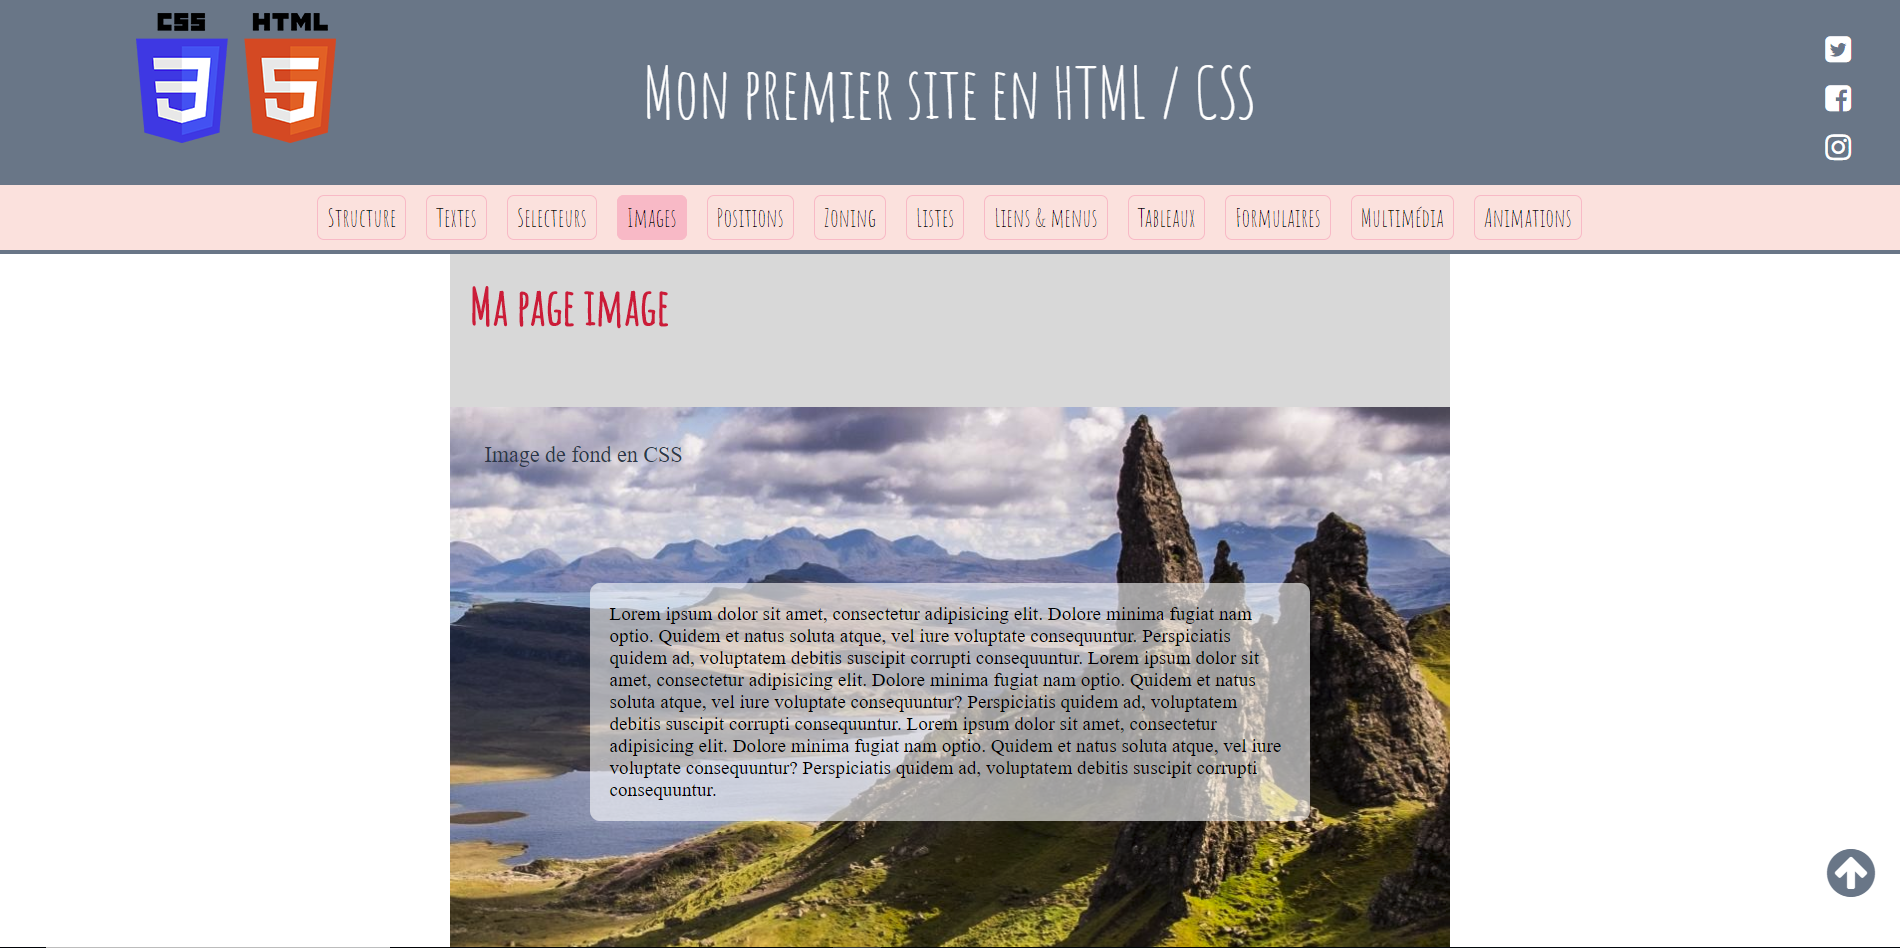 CSS HTML
3 5
Mon premier site en HTML / CSS
Structure Textes Selecteurs Images Positions Zoning Listes Liens & menus Tableaux Formulaires Multimédia Animations
Ma page image
Image de fond en CSS
Lorem ipsum dolor sit amet, consectetur adipisicing elit. Dolore minima fugiat nam
optio. Quidem et natus soluta atque, vel iure voluptate consequuntur. Perspiciatis
quidem ad, voluptatem debitis suscipit corrupti consequuntur. Lorem ipsum dolor sit
amet, consectetur adipisicing elit. Dolore minima fugiat nam optio. Quidem et natus
soluta atque, vel iure voluptate consequuntur? Perspiciatis quidem ad, voluptatem
debitis suscipit corrupti consequuntur. Lorem ipsum dolor sit amet, consectetur
adipisicing elit. Dolore minima fugiat nam optio. Quidem et natus soluta atque, vel iure
voluptate consequuntur? Perspiciatis quidem ad, voluptatem debitis suscipit corrupti
consequuntur.